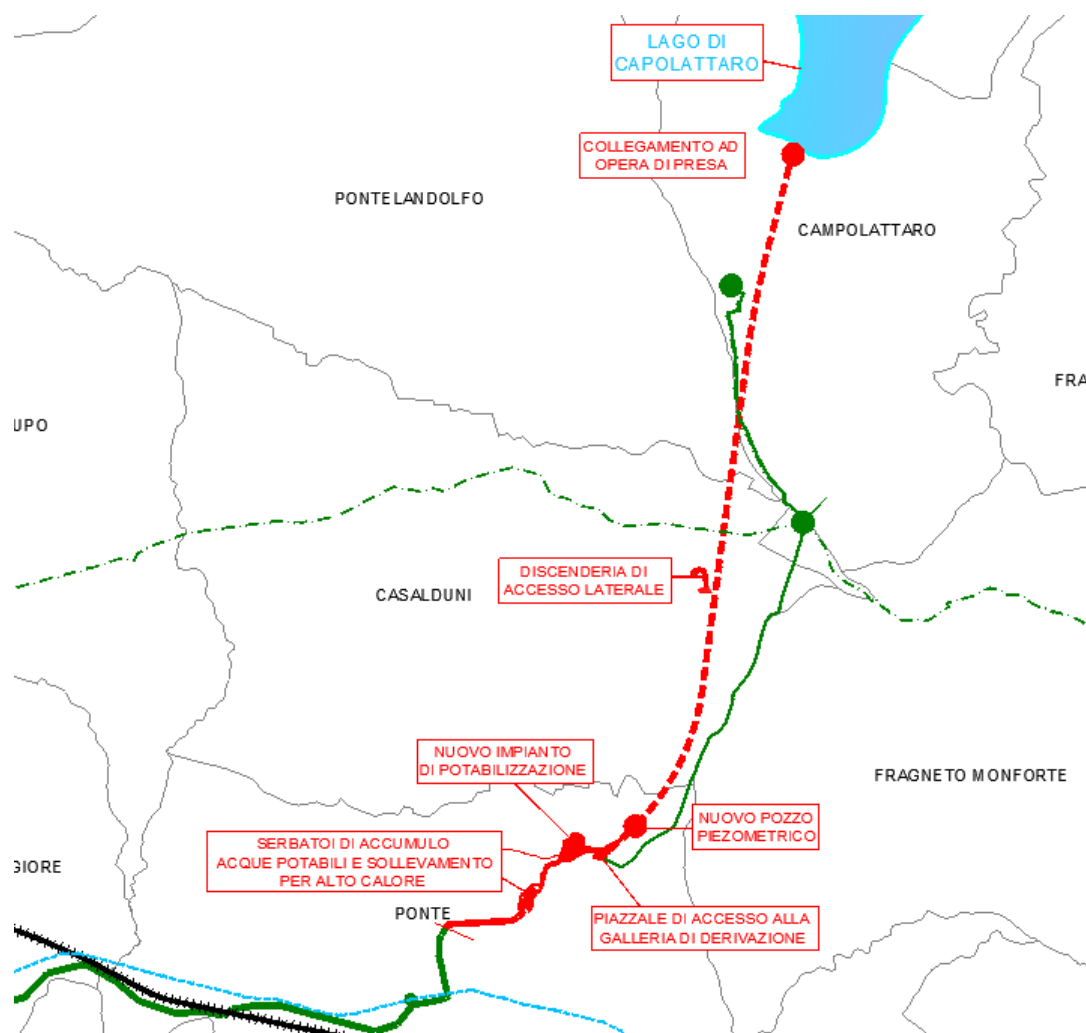 LAGO DI
CAPOLATTARO
COLLEGAMENTO AD
OPERA DI PRESA
PONTELANDOLFO
CAMPOLATTARO
FRA
UPO
DISCENDERIA DI
ACCESSO LATERALE
CASALDUNI
NUOVO IMPIANTO
DI POTABILIZZAZIONE
FRAGNETO MONFORTE
NUOVO POZZO
PIEZOMETRICO
SERBATOI DI ACCUMULO
ACQUE POTABILI E SOLLEVAMENTO
PER ALTO CALORE
GIORE
PONTE
PIAZZALE DI ACCESSO ALLA
GALLERIA DI DERIVAZIONE